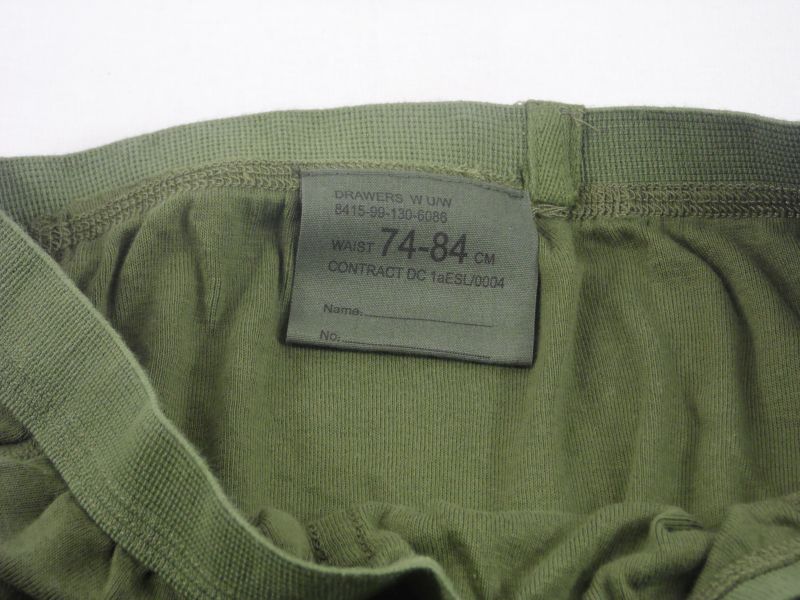 DRAWERS W U/W
8415-99-130-6086
WAIST 74-84 CM
CONTRACT DC 1aESL/0004
Name.
No.